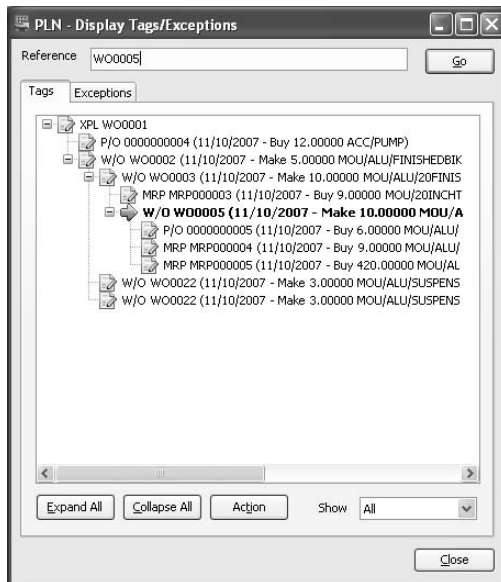 PLN - Display Tags/Exceptions
Reference WO0005 Go
Tags Exceptions
XPL WO0001
P/O 0000000004 (11/10/2007 - Buy 12.00000 ACC/PUMP)
W/O WO0002 (11/10/2007 - Make 5.00000 MOU/ALU/FINISHEDBIK
W/O WO0003 (11/10/2007 - Make 10.00000 MOU/ALU/20FINIS
MRP MRP000003 (11/10/2007 - Buy 9.00000 MOU/20INCHT
W/O WO0005 (11/10/2007 - Make 10.00000 MOU/A
P/O 0000000005 (11/10/2007 - Buy 6.00000 MOU/ALU/
MRP MRP000004 (11/10/2007 - Buy 9.00000 MOU/ALU/
MRP MRP000005 (11/10/2007 - Buy 420.00000 MOU/AL
W/O WO0022 (11/10/2007 - Make 3.00000 MOU/ALU/SUSPENS
W/O WO0022 (11/10/2007 - Make 3.00000 MOU/ALU/SUSPENS
Expand All Collapse All Action Show All
Close